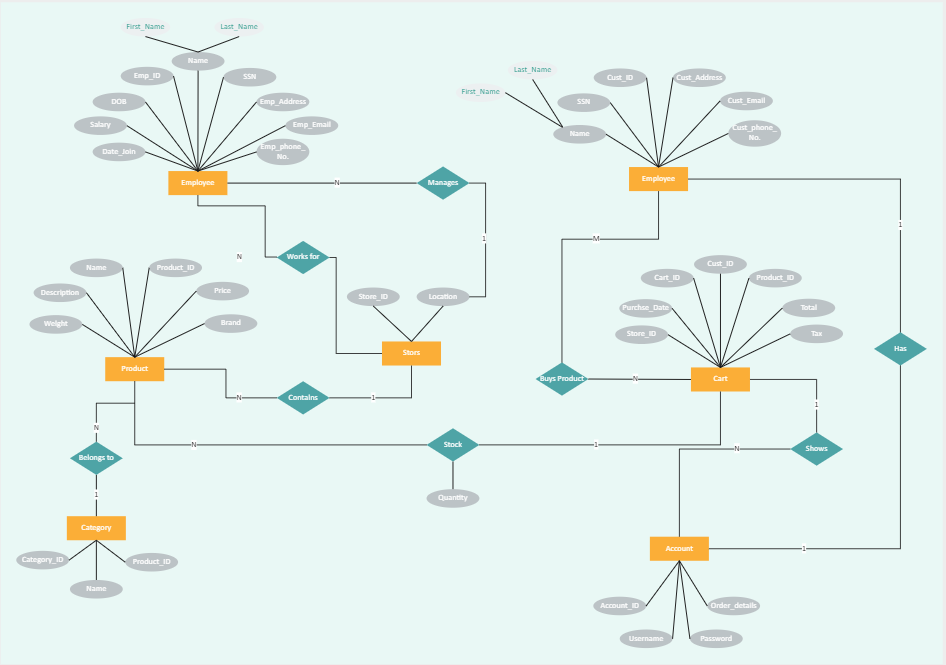 First_Name
Last_Name
Name
Emp_ID
SSN
DOB
Emp_Address
Salary
Emp_Email
Date_Join
Emp_phone_
No.
Employee
N
Manages
1
N
Works for
Last_Name
First_Name
Cust_ID
Cust_Address
SSN
Cust_Email
Name
Cust_phone_
No.
Employee
1
M
Name
Product_ID
Description
Price
Weight
Brand
Product
Store_ID
Location
Stors
N
Contains
1
Cust_ID
Cart_ID
Product_ID
Purchse_Date
Total
Store_ID
Tax
Cart
Has
Buys Product
N
1
N
Stock
1
Quantity
N
Shows
N
Belongs to
1
Category
Category_ID
Product_ID
Name
Account
1
Account_ID
Order_details
Username
Password